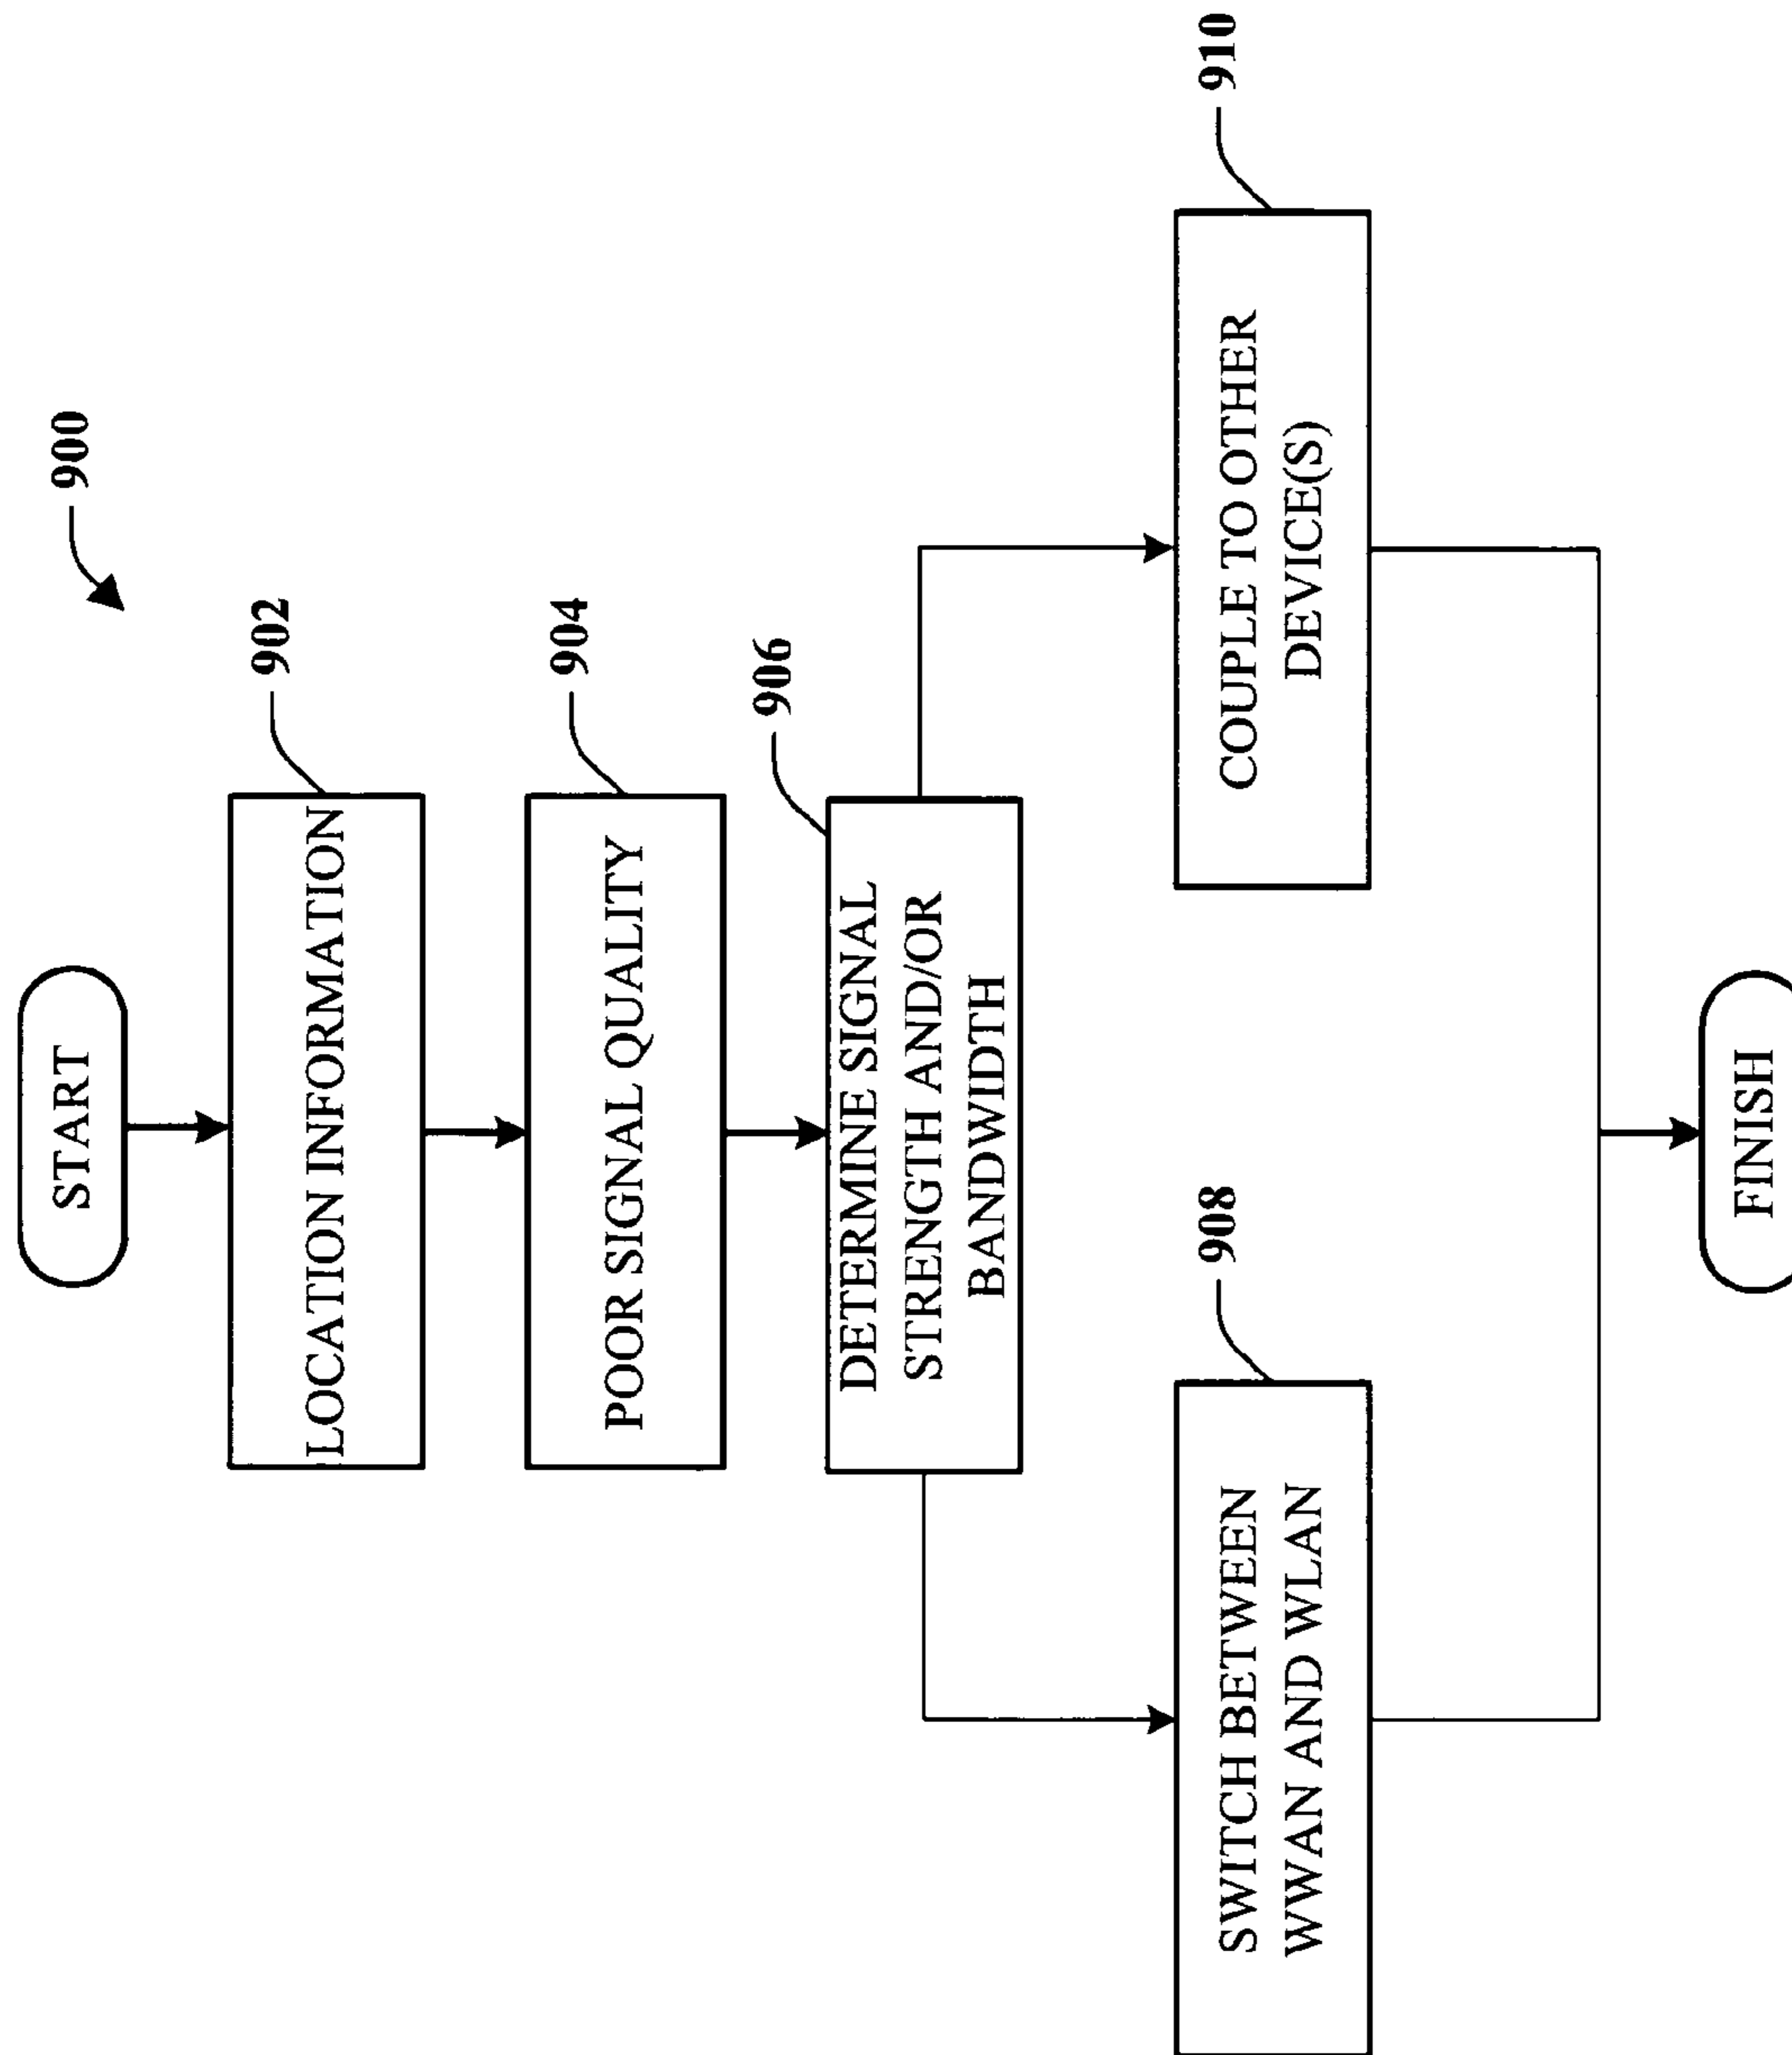 900
START
LOCATION INFORMATION
902
POOR SIGNAL QUALITY
904
DETERMINE SIGNAL
STRENGTH AND/OR
BANDWIDTH
906
SWITCH BETWEEN
WWAN AND WLAN
908
COUPLE TO OTHER
DEVICE(S)
910
FINISH